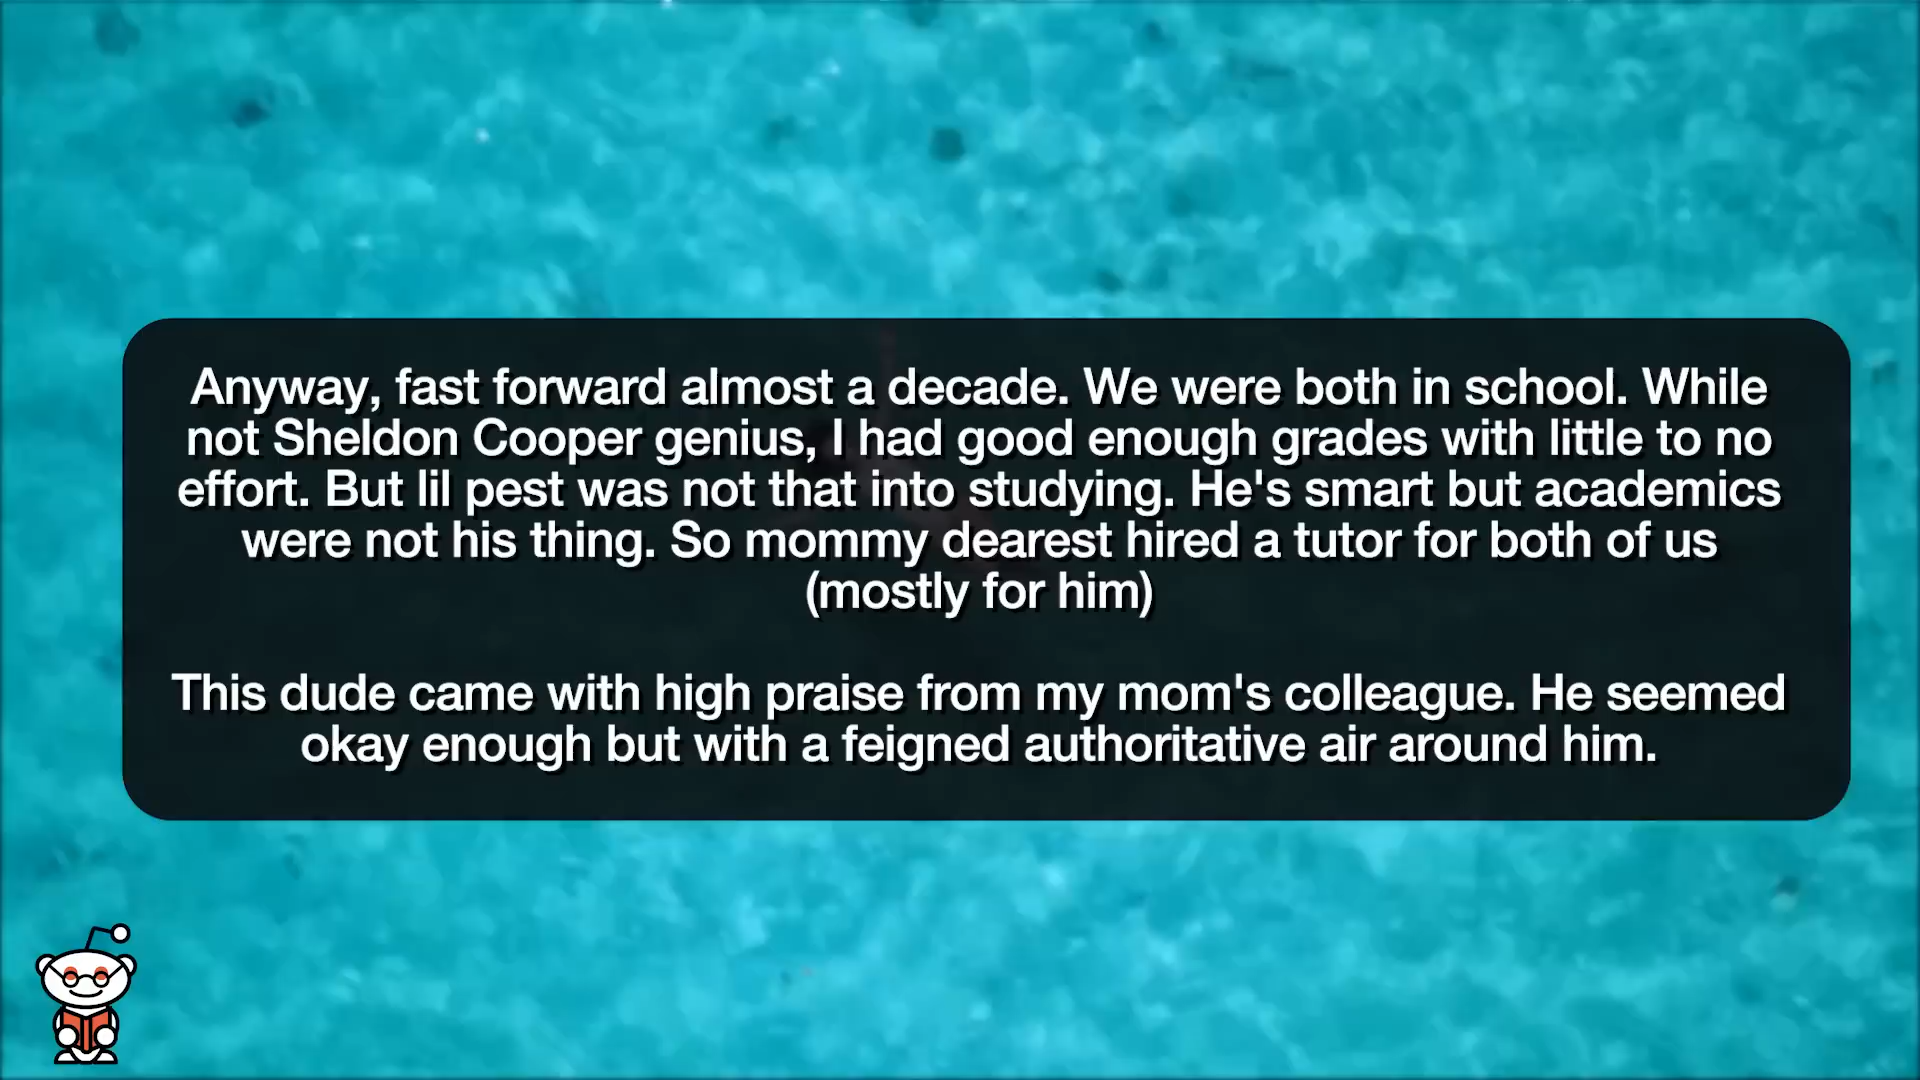 Anyway, fast forward almost a decade. We were both in school. While
not Sheldon Cooper genius, I had good enough grades with little to no
effort. But lil pest was not that into studying. He's smart but academics
were not his thing. So mommy dearest hired a tutor for both of us
(mostly for him)
This dude came with high praise from my mom's colleague. He seemed
okay enough but with a feigned authoritative air around him.